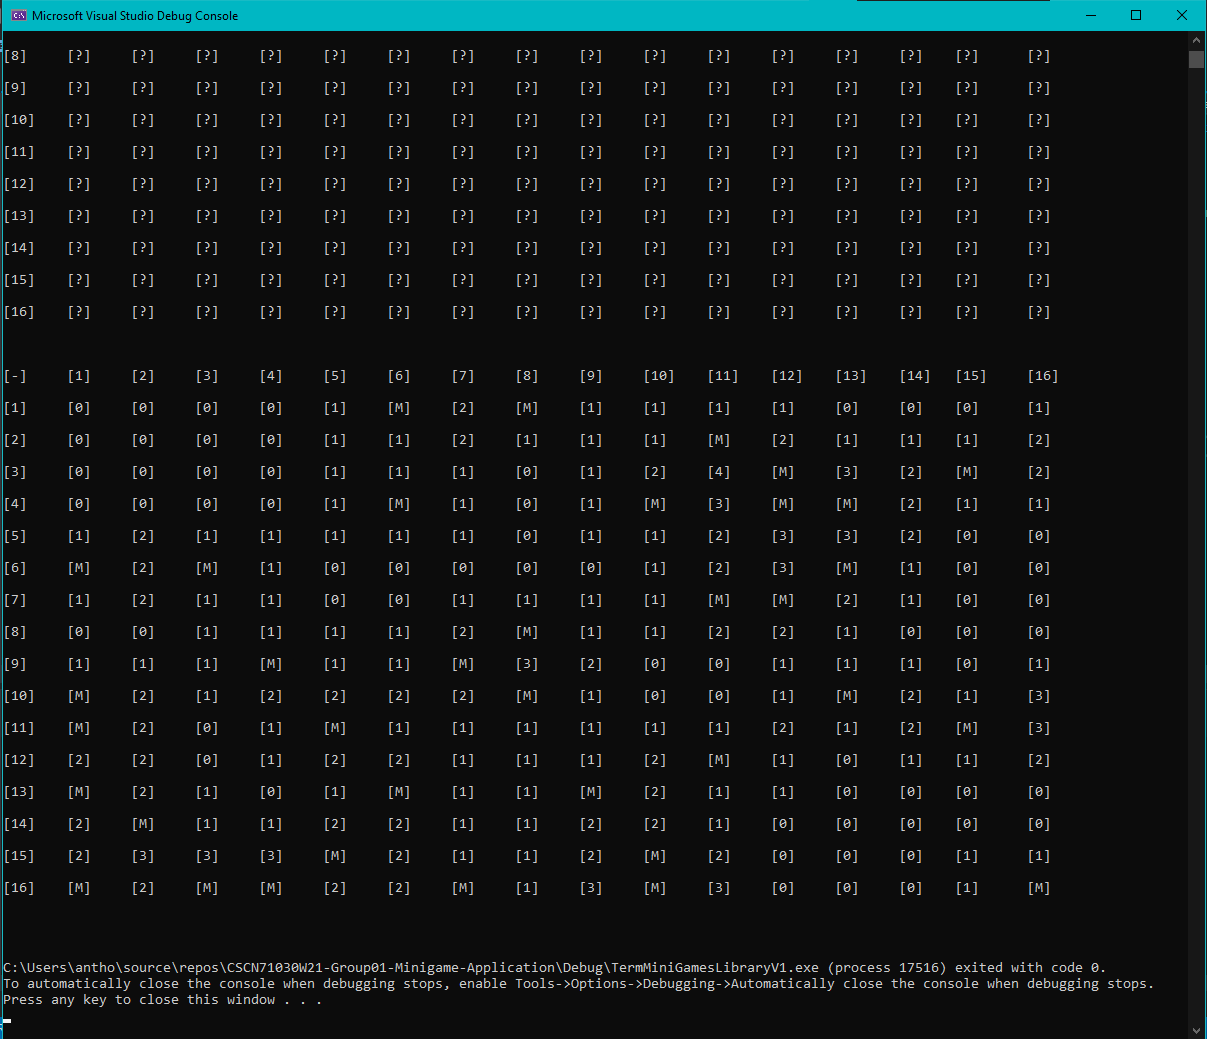 Microsoft Visual Studio Debug Console
[8] [?] [?] [?] [?] [?] [?] [?] [?] [?] [?] [?] [?] [?] [?] [?] [?]
[9] [?] [?] [?] [?] [?] [?] [?] [?] [?] [?] [?] [?] [?] [?] [?] [?]
[10] [?] [?] [?] [?] [?] [?] [?] [?] [?] [?] [?] [?] [?] [?] [?] [?]
[11] [?] [?] [?] [?] [?] [?] [?] [?] [?] [?] [?] [?] [?] [?] [?] [?]
[12] [?] [?] [?] [?] [?] [?] [?] [?] [?] [?] [?] [?] [?] [?] [?] [?]
[13] [?] [?] [?] [?] [?] [?] [?] [?] [?] [?] [?] [?] [?] [?] [?] [?]
[14] [?] [?] [?] [?] [?] [?] [?] [?] [?] [?] [?] [?] [?] [?] [?] [?]
[15] [?] [?] [?] [?] [?] [?] [?] [?] [?] [?] [?] [?] [?] [?] [?] [?]
[16] [?] [?] [?] [?] [?] [?] [?] [?] [?] [?] [?] [?] [?] [?] [?] [?]
[-] [1] [2] [3] [4] [5] [6] [7] [8] [9] [10] [11] [12] [13] [14] [15] [16]
[1] [0] [0] [0] [0] [1] [M] [2] [M] [1] [1] [1] [1] [0] [0] [0] [1]
[2] [0] [0] [0] [0] [1] [1] [2] [1] [1] [1] [M] [2] [1] [1] [1] [2]
[3] [0] [0] [0] [0] [1] [1] [1] [0] [1] [2] [4] [M] [3] [2] [M] [2]
[4] [0] [0] [0] [0] [1] [M] [1] [0] [1] [M] [3] [M] [M] [2] [1] [1]
[5] [1] [2] [1] [1] [1] [1] [1] [0] [1] [1] [2] [3] [3] [2] [0] [0]
[6] [M] [2] [M] [1] [0] [0] [0] [0] [0] [1] [2] [3] [M] [1] [0] [0]
[7] [1] [2] [1] [1] [0] [0] [1] [1] [1] [1] [M] [M] [2] [1] [0] [0]
[8] [0] [0] [1] [1] [1] [1] [2] [M] [1] [1] [2] [2] [1] [0] [0] [0]
[9] [1] [1] [1] [M] [1] [1] [M] [3] [2] [0] [0] [1] [1] [1] [0] [1]
[10] [M] [2] [1] [2] [2] [2] [2] [M] [1] [0] [0] [1] [M] [2] [1] [3]
[11] [M] [2] [0] [1] [M] [1] [1] [1] [1] [1] [1] [2] [1] [2] [M] [3]
[12] [2] [2] [0] [1] [2] [2] [1] [1] [1] [2] [M] [1] [0] [1] [1] [2]
[13] [M] [2] [1] [0] [1] [M] [1] [1] [M] [2] [1] [1] [0] [0] [0] [0]
[14] [2] [M] [1] [1] [2] [2] [1] [1] [2] [2] [1] [0] [0] [0] [0] [0]
[15] [2] [3] [3] [3] [M] [2] [1] [1] [2] [M] [2] [0] [0] [0] [1] [1]
[16] [M] [2] [M] [M] [2] [2] [M] [1] [3] [M] [3] [0] [0] [0] [1] [M]
C:\Users\antho\source\repos\CSCN71030W21-Group01-Minigame-Application\Debug\TermMiniGamesLibraryV1.exe (process 17516) exited with code 0.
To automatically close the console when debugging stops, enable Tools->Options->Debugging->Automatically close the console when debugging stops.
Press any key to close this window . . .